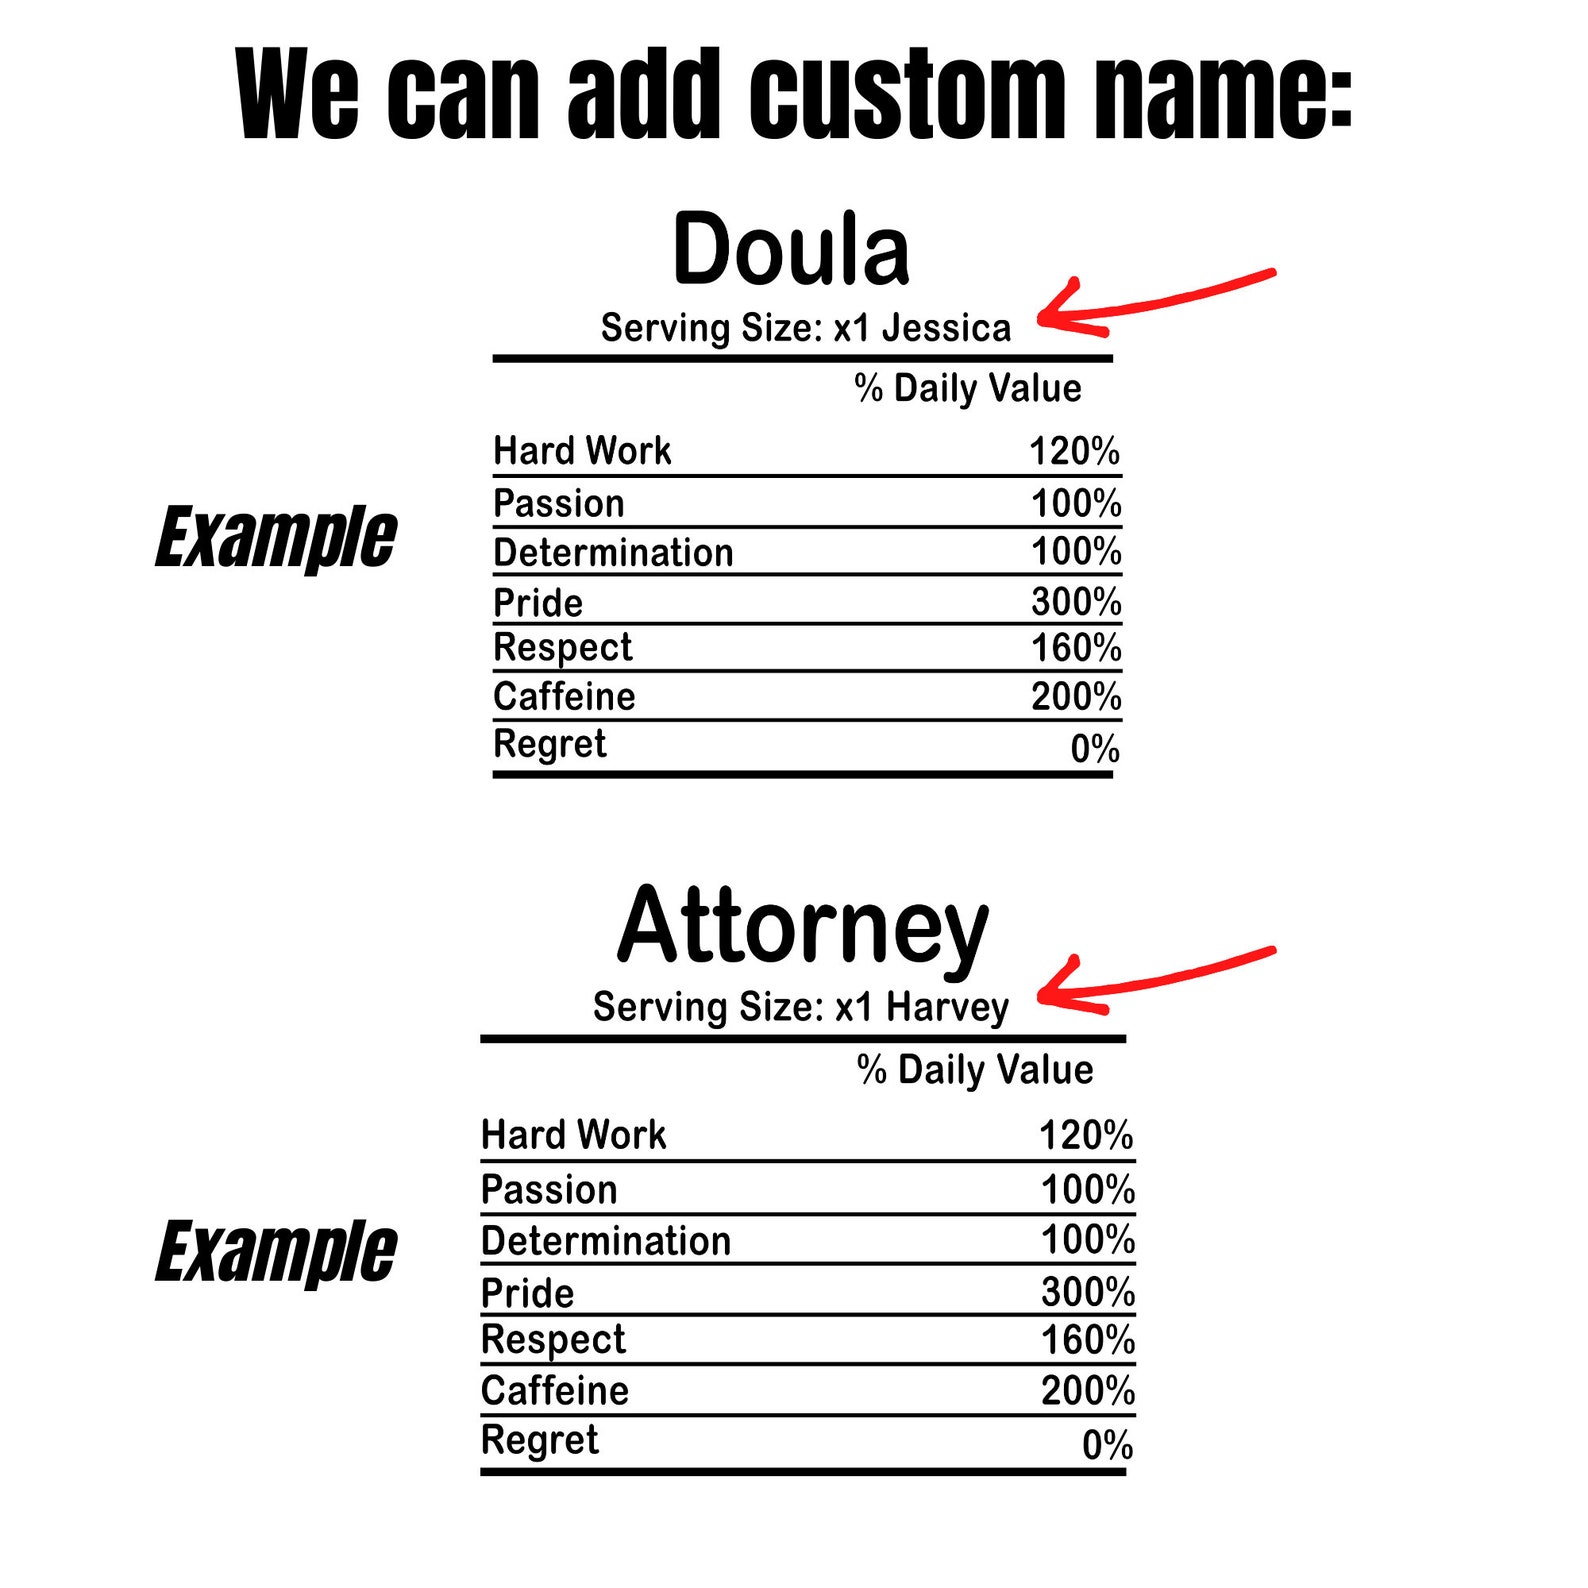 We can add custom name:
Doula
Serving Size: x1 Jessica
% Daily Value
Hard Work 120%
Passion 100%
Example
Determination 100%
Pride 300%
Respect 160%
Caffeine 200%
Regret 0%
Attorney
Serving Size: x1 Harvey
% Daily Value
Hard Work 120%
Passion 100%
Example
Determination 100%
Pride 300%
Respect 160%
Caffeine 200%
Regret 0%